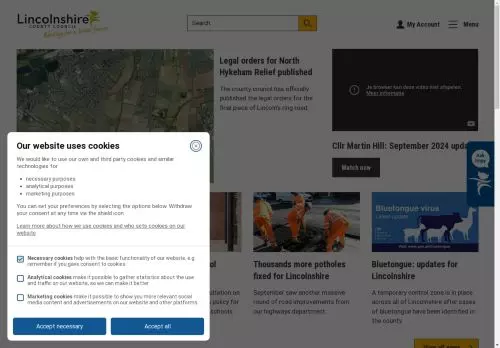 Lincolnshire
COUNTY COUNCIL
Working for a better future
Search
My Account
Menu
Legal orders for North
Hykeham Relief published
The county council has officially
published the legal orders for the
final piece of Lincoln's ring road.
Je browser kan deze video niet afspelen.
Meer informatie
Cllr Martin Hill: September 2024 update
Watch now
Thousands more potholes
fixed for Lincolnshire
September saw another massive
round of road improvements from
our highways department.
Bluetongue virus
Latest update
Bluetongue: updates for
Lincolnshire
A temporary control zone is in place
across all of Lincolnshire after cases
of bluetongue have been identified in
the county.
Our website uses cookies
We would like to use our own and third party cookies and similar
technologies for:
necessary purposes
analytical purposes
marketing purposes
You can set your preferences by selecting the options below. Withdraw
your consent at any time via the shield icon
Learn more about how we use cookies and who sets cookies on our
website
Necessary cookies help with the basic functionality of our website, e.g.
remember if you gave consent to cookies.
Analytical cookies make it possible to gather statistics about the use
and traffic on our website, so we can make it better.
Marketing cookies make it possible to show you more relevant social
media content and advertisements on our website and other platforms.
Accept necessary
Accept all